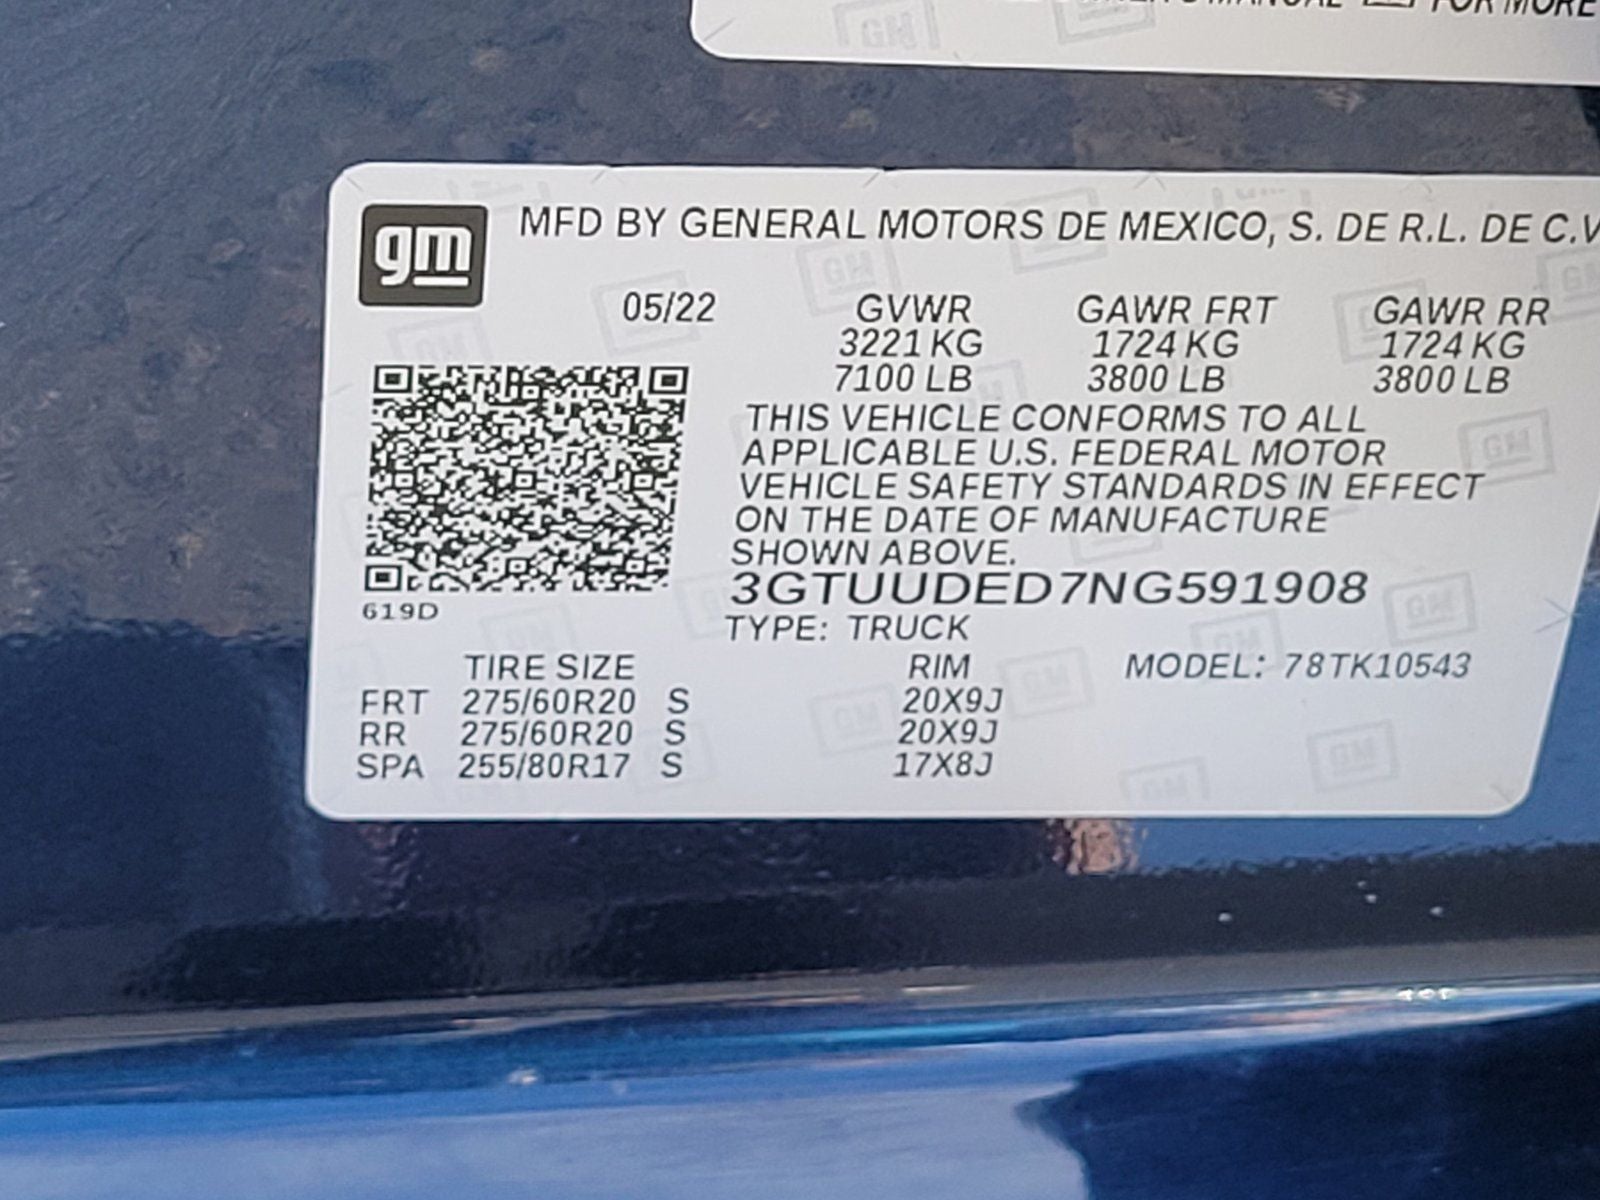 MANUAL FOR MORE
gm MFD BY GENERAL MOTORS DE MEXICO, S. DE R.L. DE C.V
05/22 GVWR GAWR FRT GAWR RR
3221 KG 1724 KG 1724 KG
7100 LB 3800 LB 3800 LB
THIS VEHICLE CONFORMS TO ALL
APPLICABLE U.S. FEDERAL MOTOR
VEHICLE SAFETY STANDARDS IN EFFECT
ON THE DATE OF MANUFACTURE
SHOWN ABOVE.
3GTUUDED7NG591908
619D
TYPE: TRUCK
TIRE SIZE RIM MODEL: 78TK10543
FRT 275/60R20 S 20X9J
RR 275/60R20 S 20X9J
SPA 255/80R17 S 17X8J